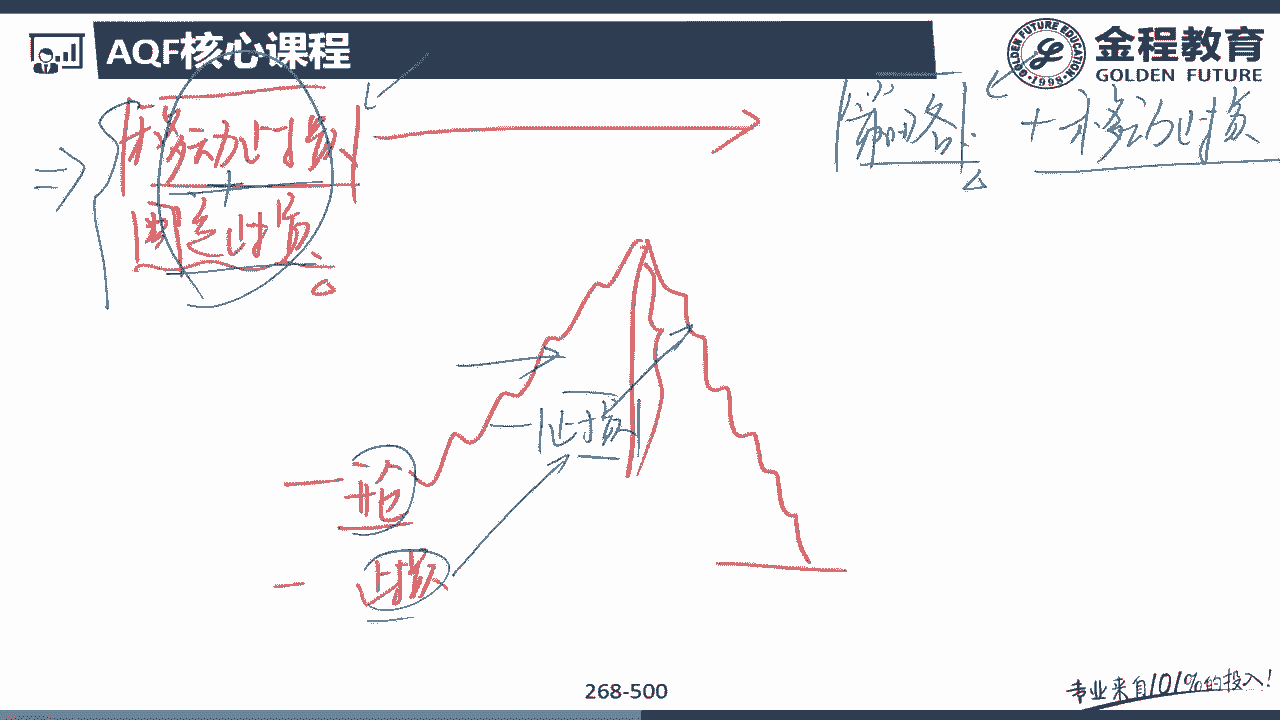 AQF核心课程
金程教育
GOLDEN FUTURE
GOLDEN FUTURE EDUCATION
·1998·
移动止损
固定止损
策略 + 移动止损
止损
开仓
止损
268-500
专业来自101%的投入!